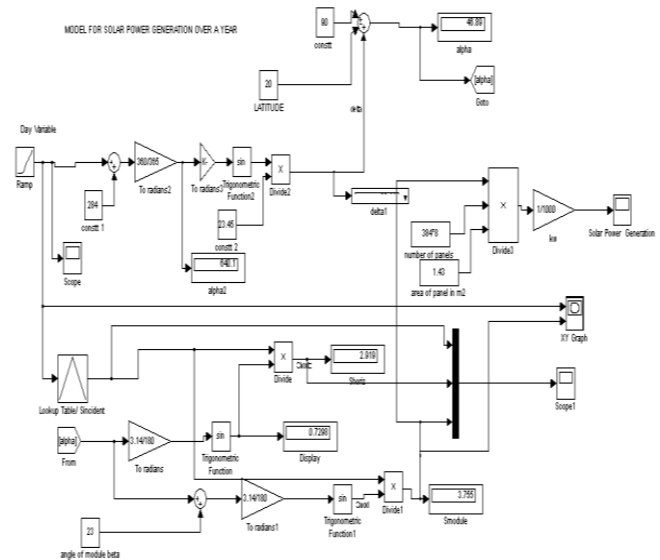 MODEL FOR SOLAR POWER GENERATION OVER A YEAR
90
constt
46.89
alpha
20
LATITUDE
[alpha]
Goto
delta
Day Variable
Ramp
360/365
To radians2
K-
To radians3
sin
Trigonometric
Function2
X
Divide2
284
constt 1
23.45
constt 2
delta1
Scope
640.1
alpha2
384*8
number of panels
1.43
area of panel in m2
X
Divide3
1/1000
kw
Solar Power Generation
XY Graph
Lookup Table/ Sincident
X
Divide
2.919
Shoriz
Scope1
[alpha]
From
3.14/180
To radians
sin
Trigonometric
Function
0.7298
Display
3.14/180
To radians1
sin
Trigonometric
Function1
X
Divide1
3.755
Smodule
23
angle of module beta